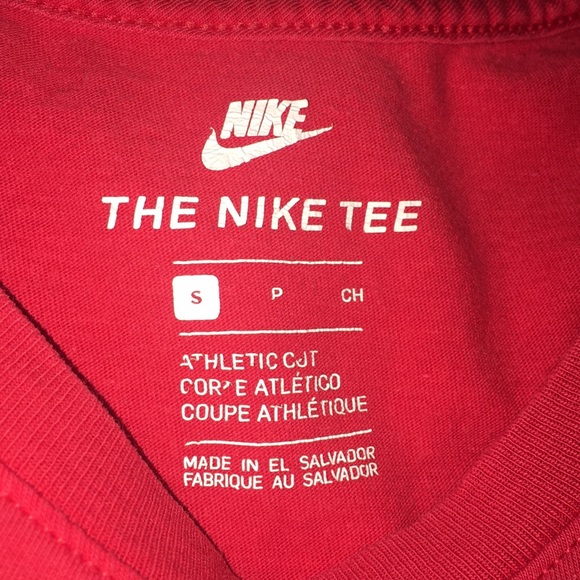 NIKE
THE NIKE TEE
S P CH
ATHLETIC CUT
CORTE ATLÉTICO
COUPE ATHLÉTIQUE
MADE IN EL SALVADOR
FABRIQUE AU SALVADOR